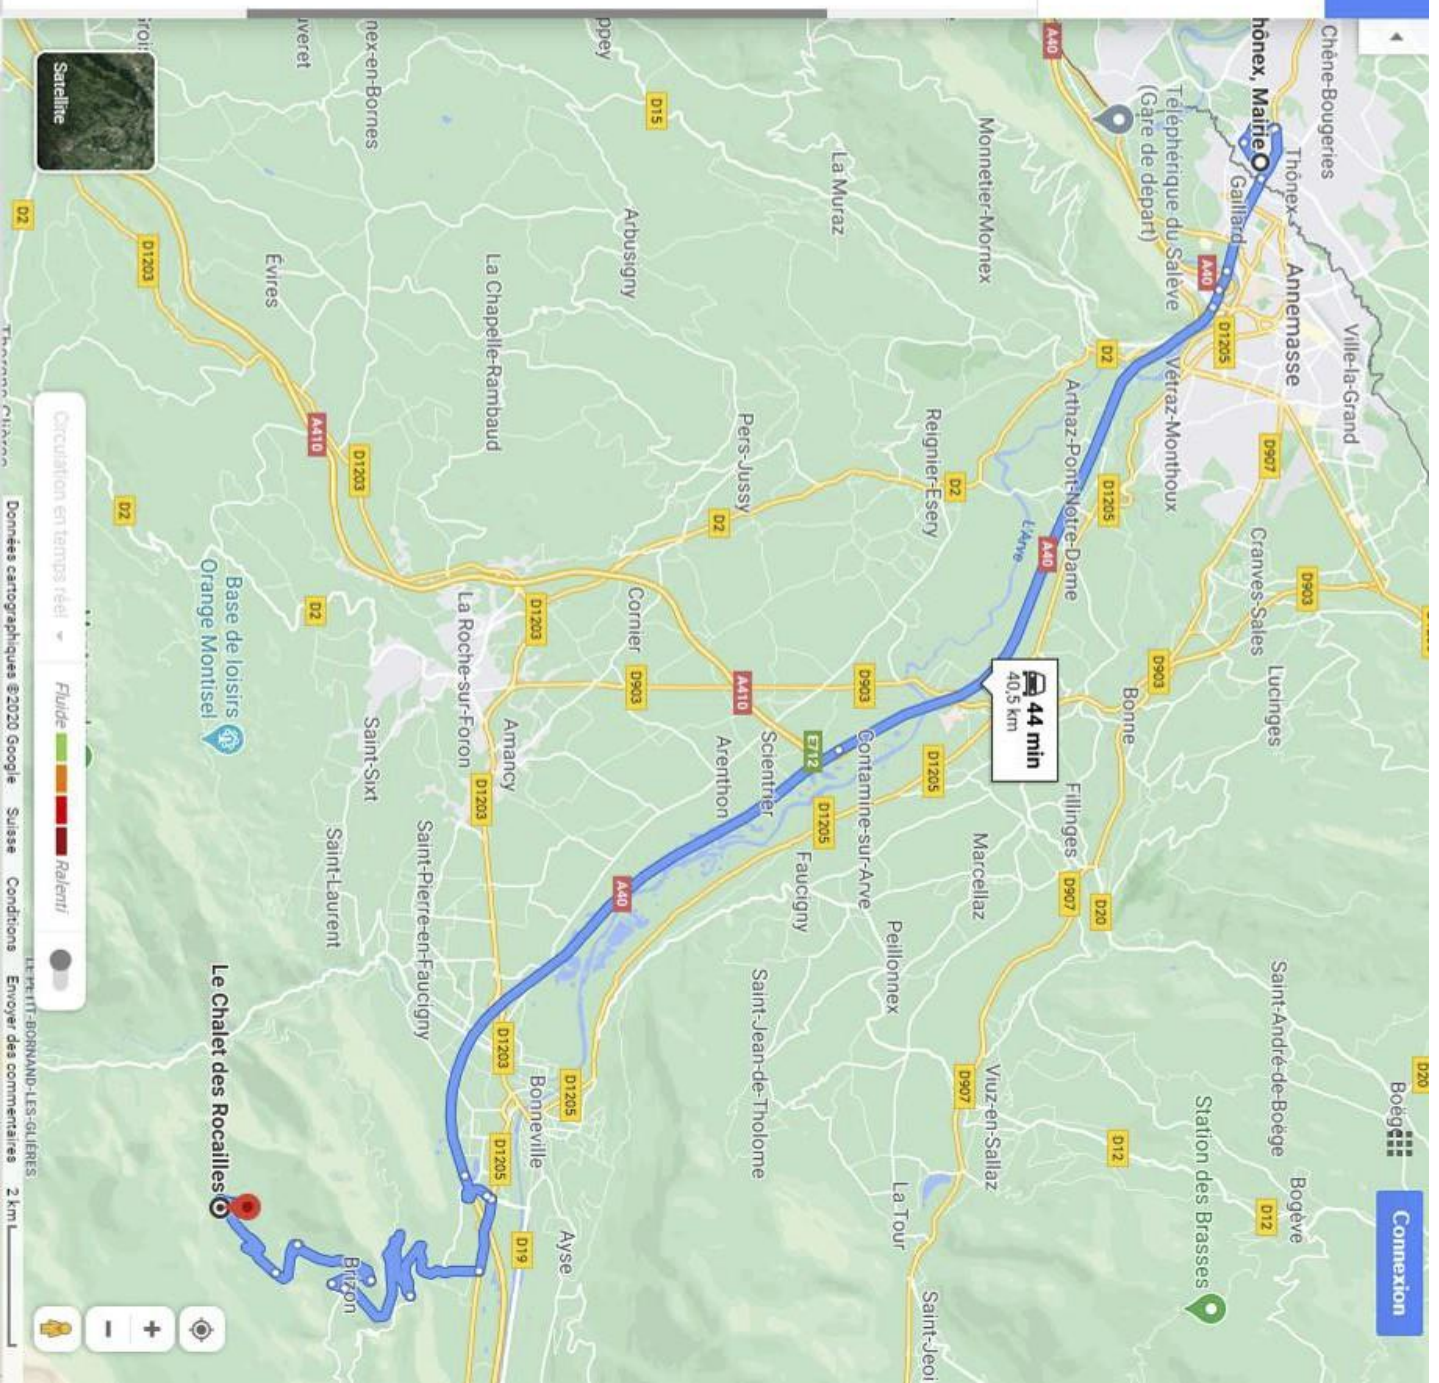 Chêne-Bougeries
Thônex
hônex, Mairie
Gaillard
Ville-la-Grand
Annemasse
A40
Téléphérique du Salève
(Gare de départ)
A40
D1205
Vétraz-Monthoux
D907
Cranves-Sales
D903
Lucinges
Saint-André-de-Boëge
D20
Boëge
Connexion
Bogève
D12
Station des Brasses
D12
Monnetier-Mornex
D2
Arthaz-Pont-Notre-Dame
D1205
A40
L'Arve
D903
Bonne
44 min
40,5 km
Fillinges
D907
D20
Marcellaz
Viuz-en-Sallaz
D907
La Tour
Saint-Jeoi
La Muraz
Reignier-Esery
D2
D903
D1205
Contamine-sur-Arve
Peillonnex
ppey
D15
Arbusigny
Pers-Jussy
D2
A410
E712
Scientrier
D1205
Faucigny
Arenthon
Saint-Jean-de-Tholome
La Chapelle-Rambaud
Cornier
D903
A40
D1203
La Roche-sur-Foron
Amancy
D1203
Saint-Pierre-en-Faucigny
D1203
D1205
Bonneville
D1205
D19
Ayse
nex-en-Bornes
uveret
Évires
D1203
D2
A410
D1203
D2
D2
Saint-Sixt
Saint-Laurent
Base de loisirs
Orange Montisel
Le Chalet des Rocailles
Brizon
Satellite
Circulation en temps réel
Fluide
Ralenti
LE PETIT-BORNAND-LES-GLIÈRES
Données cartographiques ©2020 Google Suisse Conditions Envoyer des commentaires 2 km